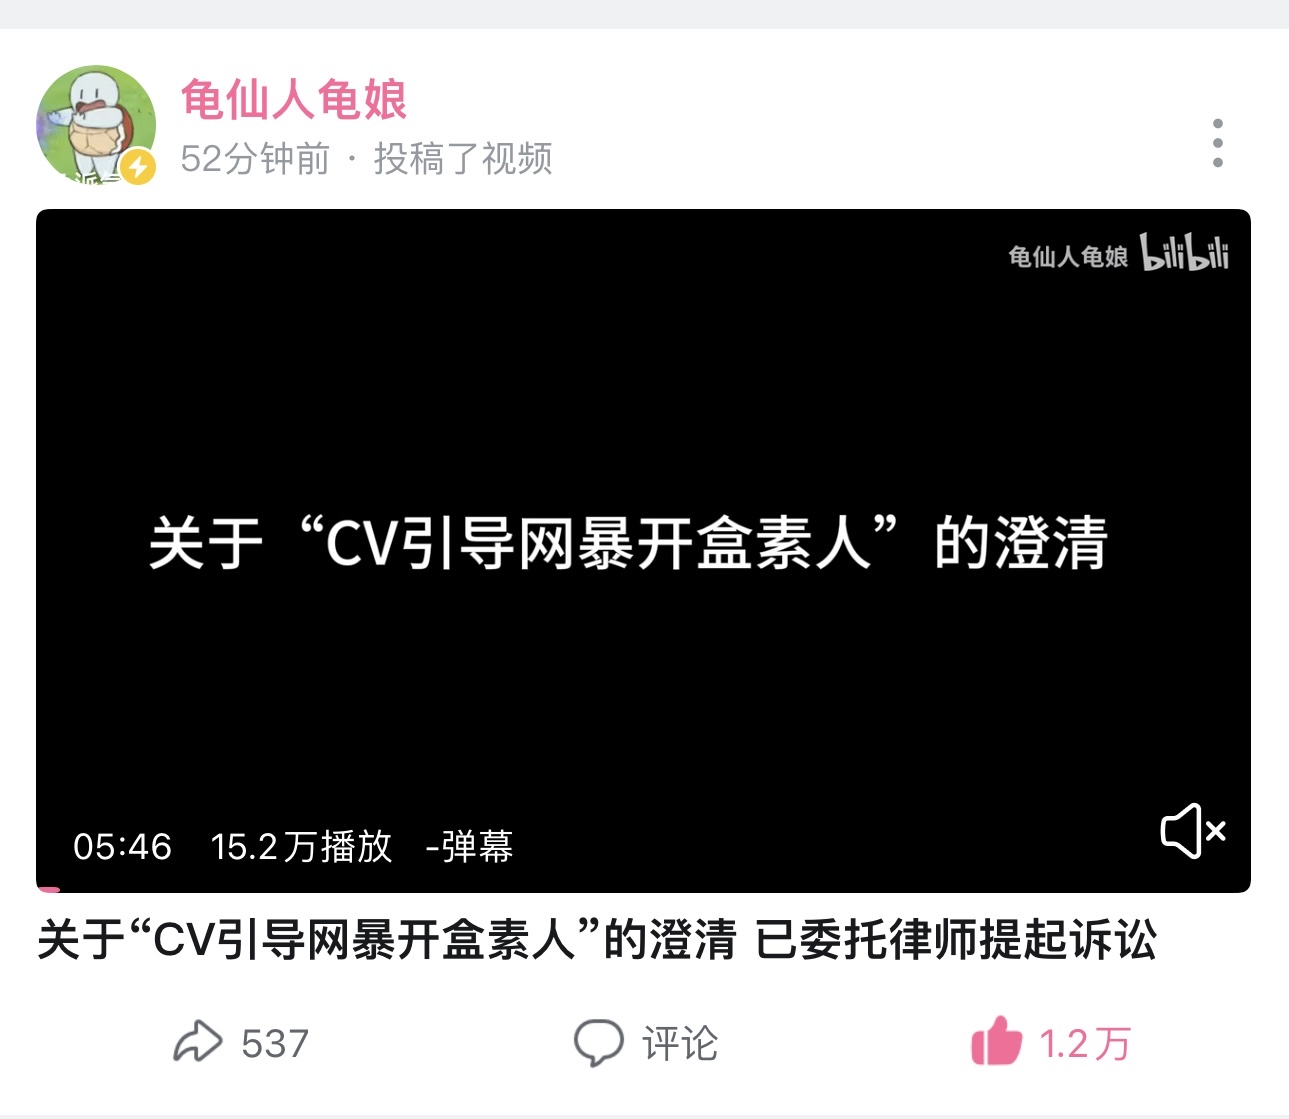 龟仙人龟娘
52分钟前 · 投稿了视频
龟仙人龟娘 bilibili
关于“CV引导网暴开盒素人”的澄清
05:46 15.2万播放 -弹幕
关于“CV引导网暴开盒素人”的澄清 已委托律师提起诉讼
537 评论 1.2万